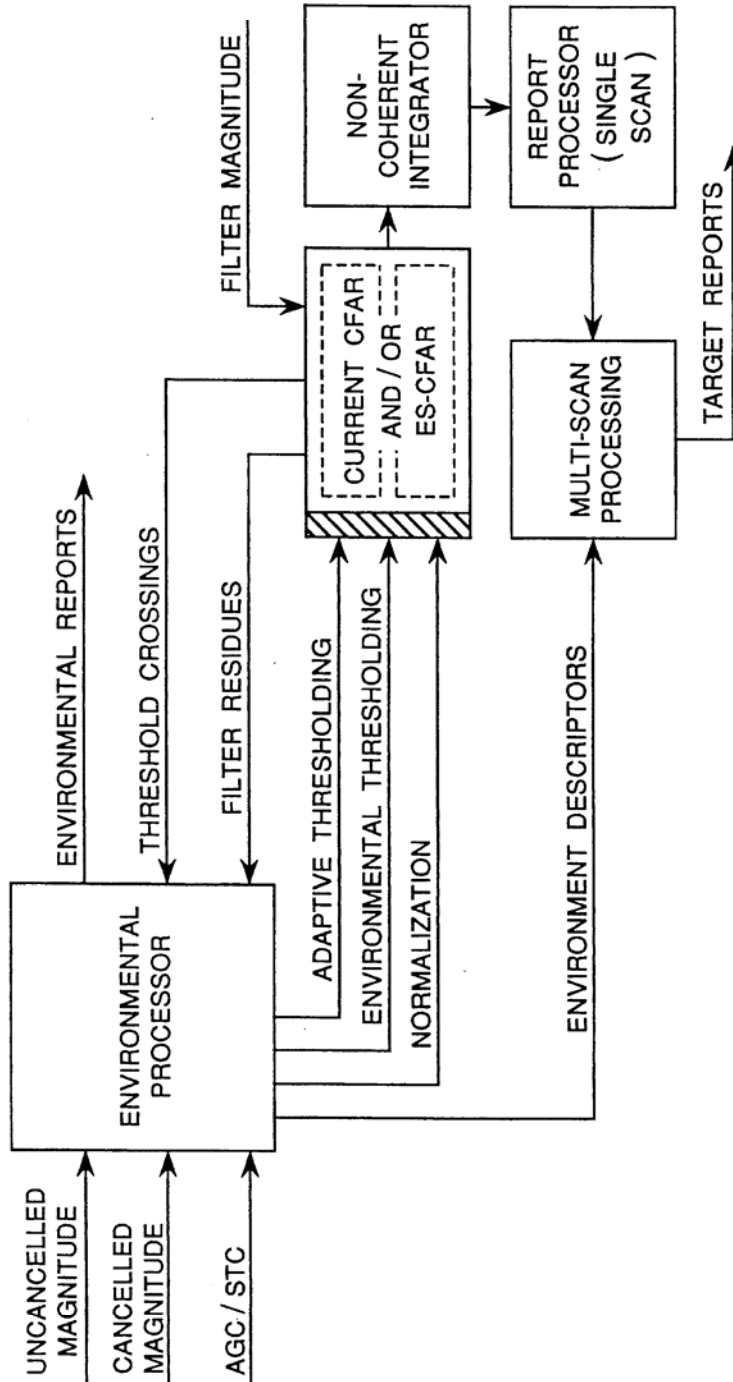 UNCANCELLED
MAGNITUDE
CANCELLED
MAGNITUDE
AGC/STC
ENVIRONMENTAL
PROCESSOR
ENVIRONMENTAL REPORTS
THRESHOLD CROSSINGS
FILTER RESIDUES
ADAPTIVE THRESHOLDING
ENVIRONMENTAL THRESHOLDING
NORMALIZATION
ENVIRONMENT DESCRIPTORS
FILTER MAGNITUDE
CURRENT CFAR
AND/OR
ES-CFAR
NON-
COHERENT
INTEGRATOR
REPORT
PROCESSOR
(SINGLE
SCAN)
MULTI-SCAN
PROCESSING
TARGET REPORTS